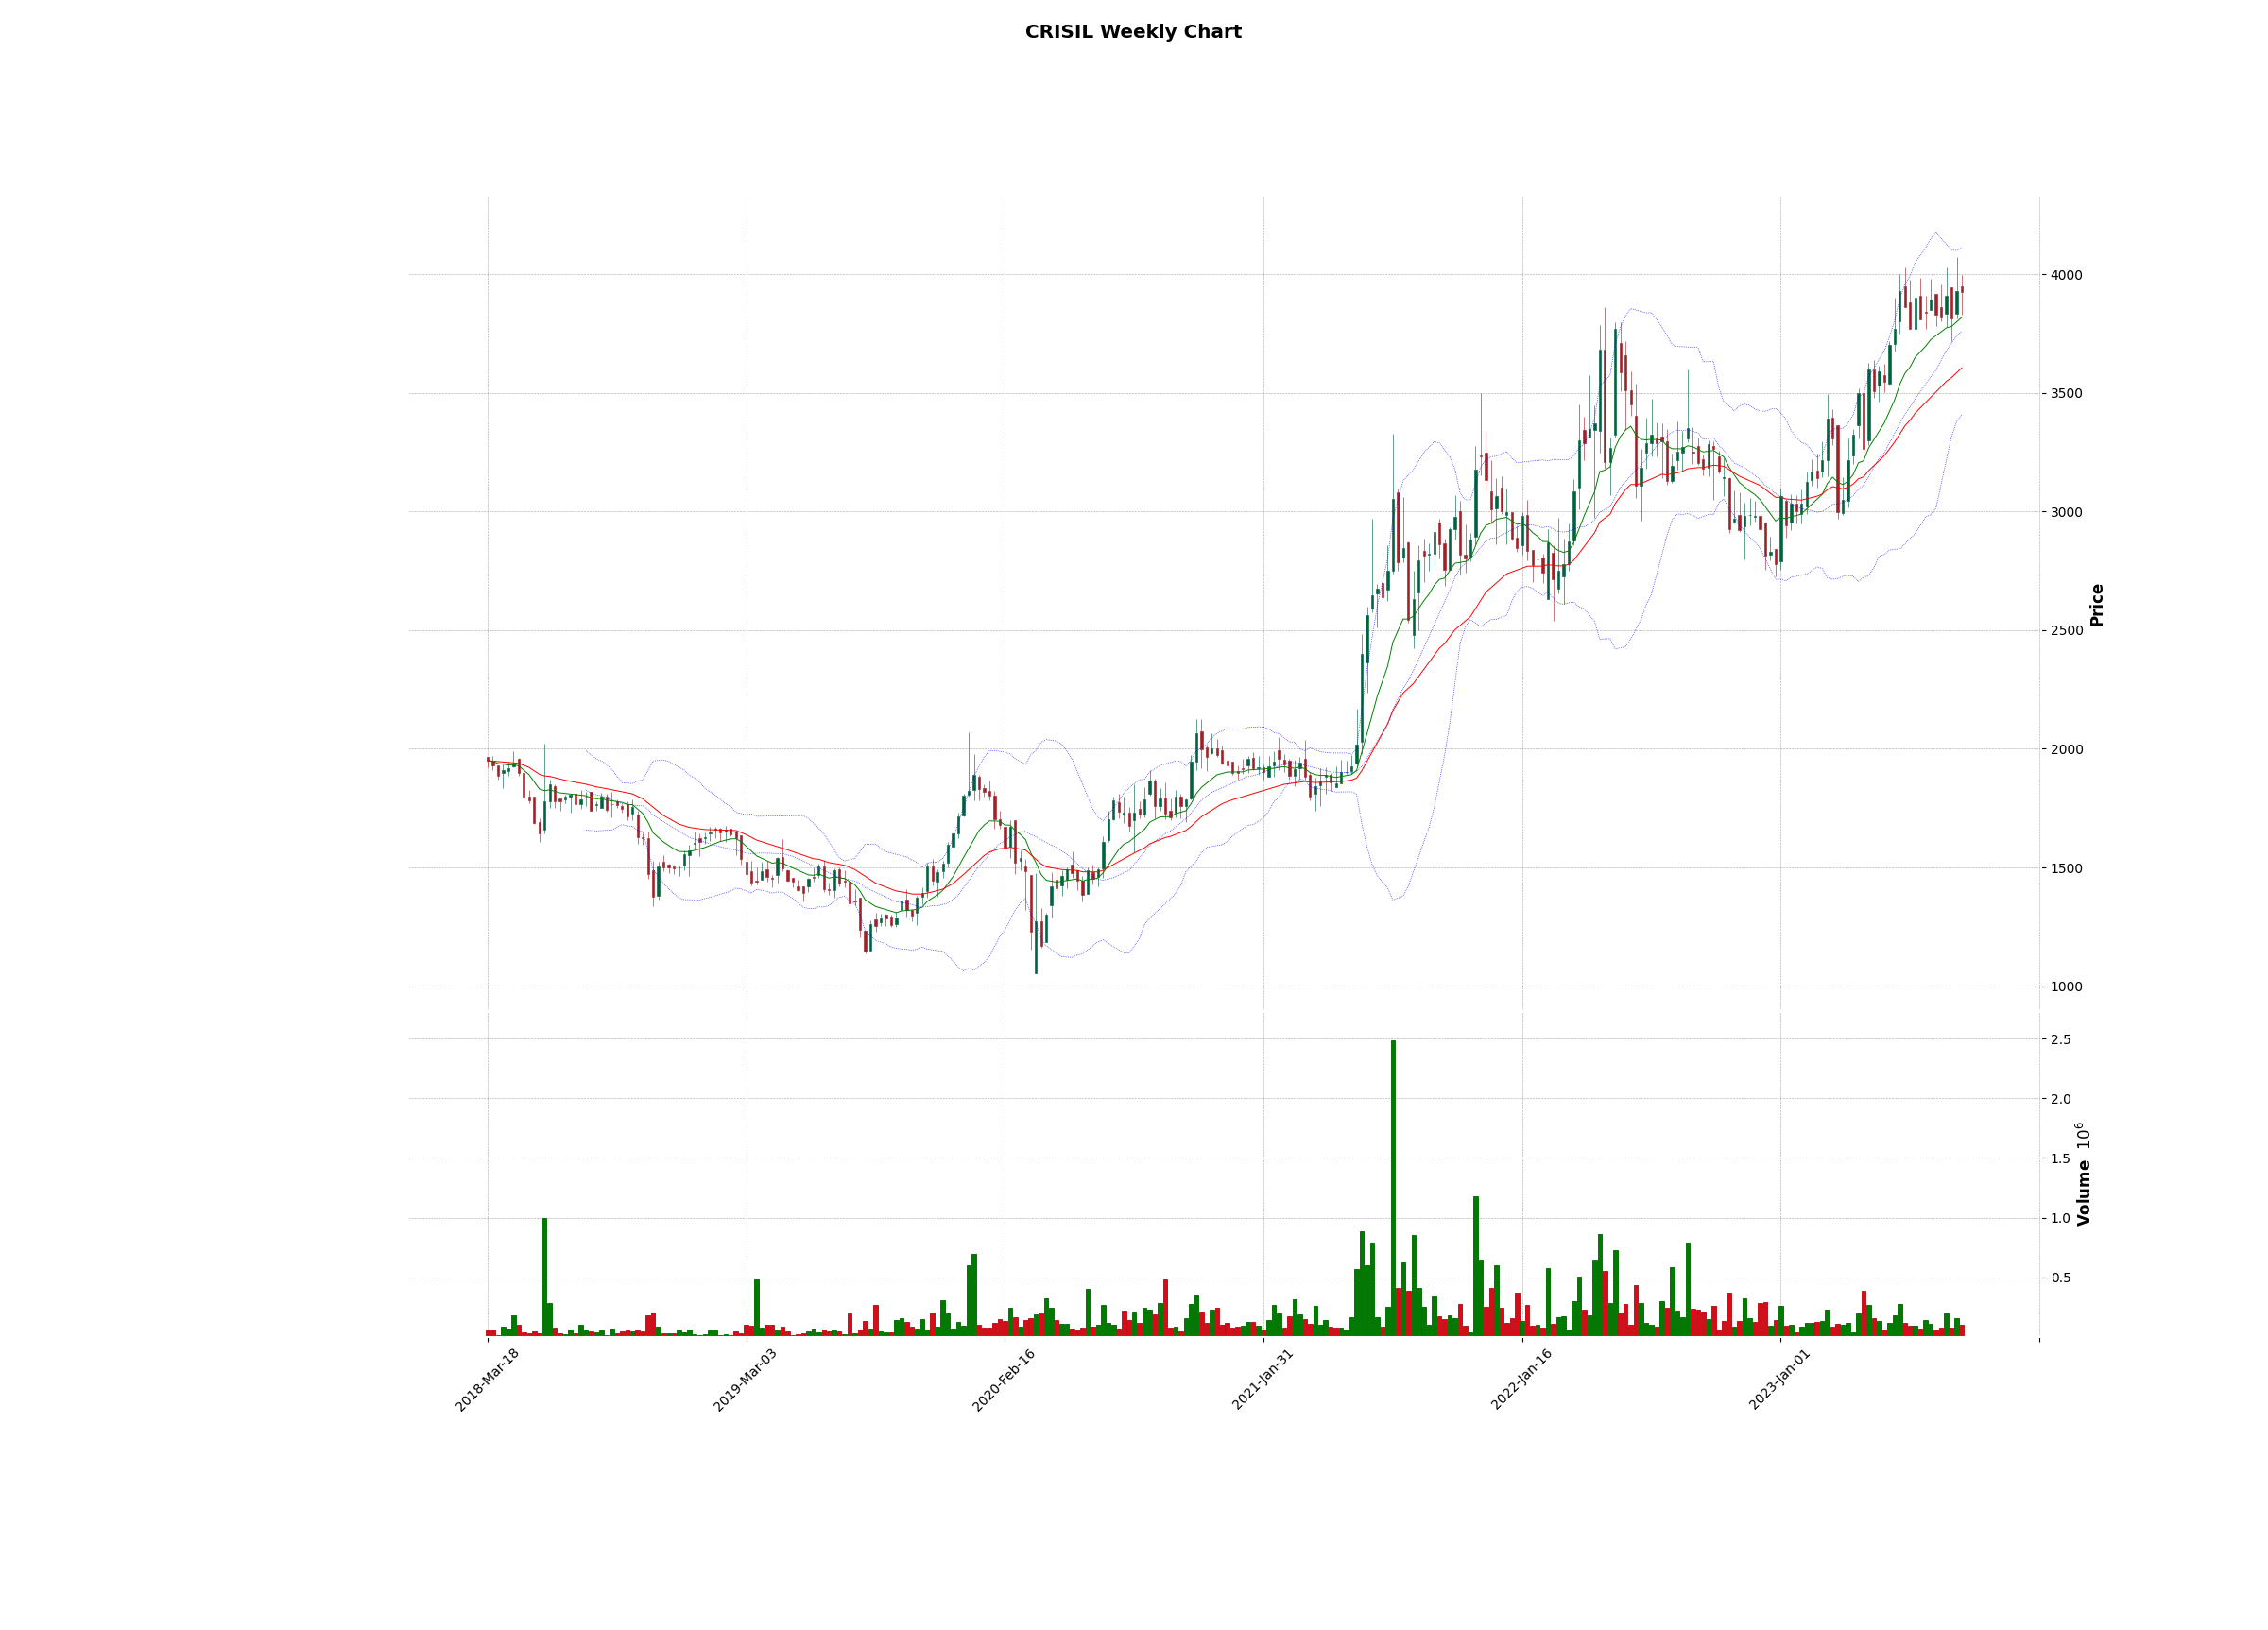 CRISIL Weekly Chart
4000
3500
3000
2500
2000
1500
1000
Price
2.5
2.0
1.5
1.0
0.5
Volume 10^6
2018-Mar-18
2019-Mar-03
2020-Feb-16
2021-Jan-31
2022-Jan-16
2023-Jan-01